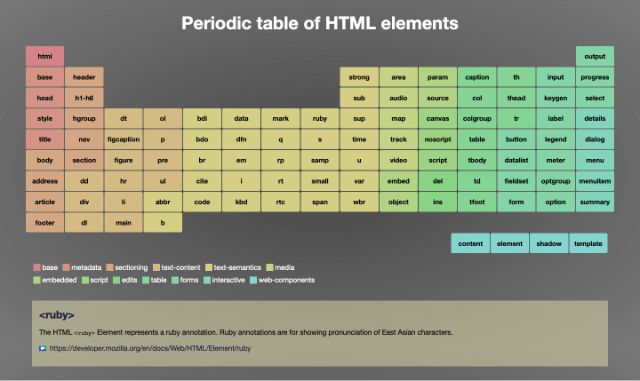 Periodic table of HTML elements
html output
base header strong area param caption th input progress
head h1-h6 sub audio source col thead keygen select
style hgroup dt ol bdi data mark ruby sup map canvas colgroup tr label details
title nav figcaption p bdo dfn q s time track noscript table button legend dialog
body section figure pre br em rp samp u video script tbody datalist meter menu
address dd hr ul cite i rt small var embed del td fieldset optgroup menuitem
article div li abbr code kbd rtc span wbr object ins tfoot form option summary
footer dl main b
content element shadow template
base metadata sectioning text-content text-semantics media
embedded script edits table forms interactive web-components
<ruby>
The HTML <ruby> Element represents a ruby annotation. Ruby annotations are for showing pronunciation of East Asian characters.
https://developer.mozilla.org/en/docs/Web/HTML/Element/ruby